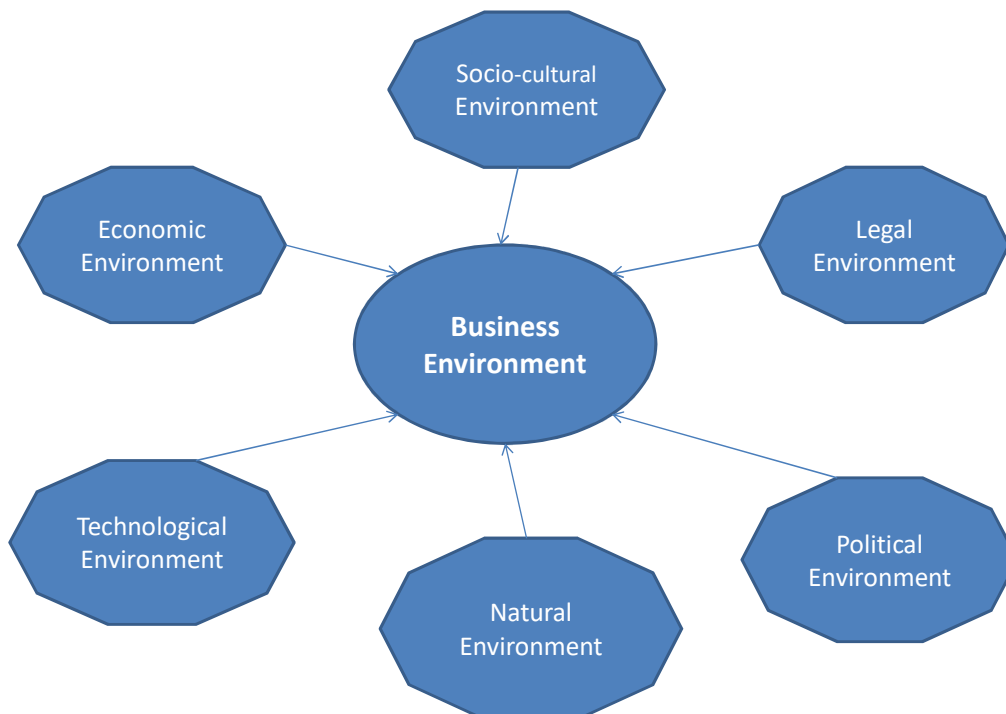 Socio-cultural
Environment
Economic
Environment
Legal
Environment
Business
Environment
Technological
Environment
Political
Environment
Natural
Environment